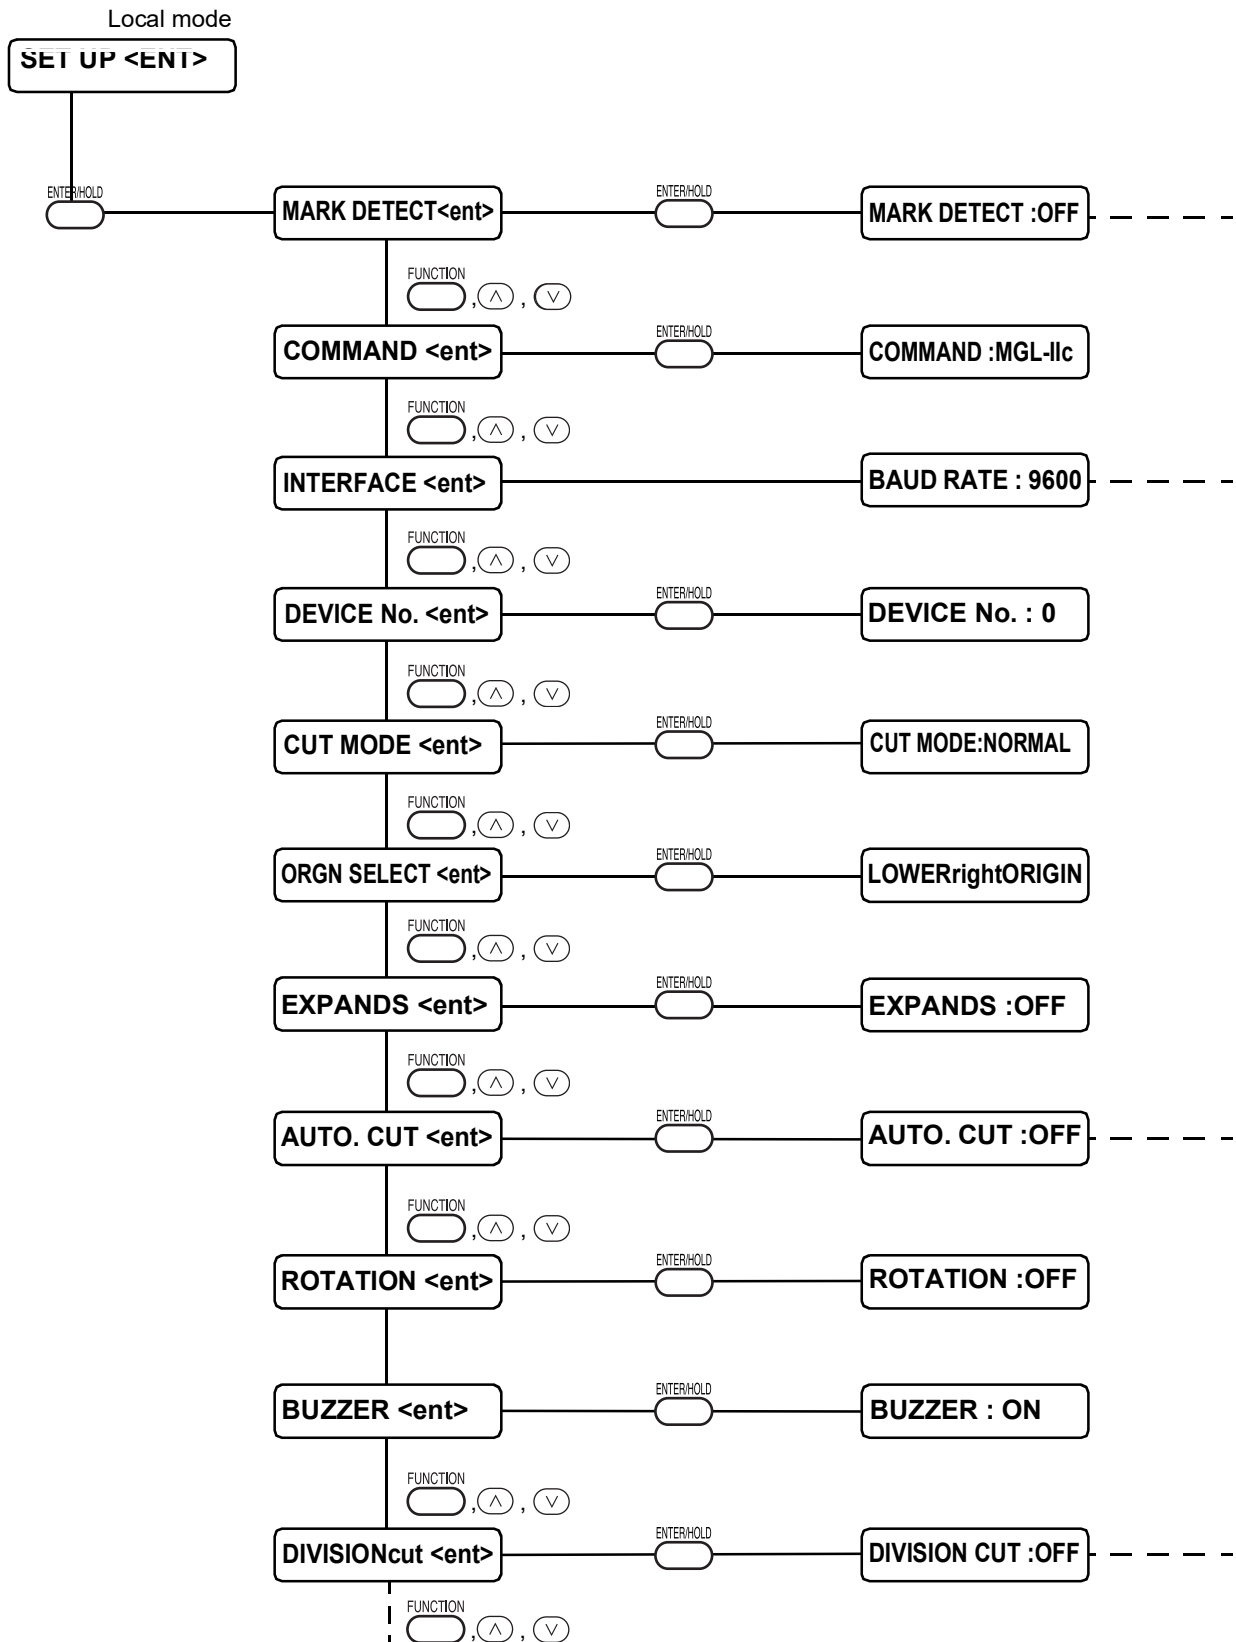 Local mode
SET UP <ENT>
ENTER/HOLD
MARK DETECT<ent>
ENTER/HOLD
MARK DETECT :OFF
FUNCTION
, ,
COMMAND <ent>
ENTER/HOLD
COMMAND :MGL-IIc
FUNCTION
, ,
INTERFACE <ent>
BAUD RATE : 9600
FUNCTION
, ,
DEVICE No. <ent>
ENTER/HOLD
DEVICE No. : 0
FUNCTION
, ,
CUT MODE <ent>
ENTER/HOLD
CUT MODE:NORMAL
FUNCTION
, ,
ORGN SELECT <ent>
ENTER/HOLD
LOWERrightORIGIN
FUNCTION
, ,
EXPANDS <ent>
ENTER/HOLD
EXPANDS :OFF
FUNCTION
, ,
AUTO. CUT <ent>
ENTER/HOLD
AUTO. CUT :OFF
FUNCTION
, ,
ROTATION <ent>
ENTER/HOLD
ROTATION :OFF
BUZZER <ent>
ENTER/HOLD
BUZZER : ON
FUNCTION
, ,
DIVISIONcut <ent>
ENTER/HOLD
DIVISION CUT :OFF
FUNCTION
, ,